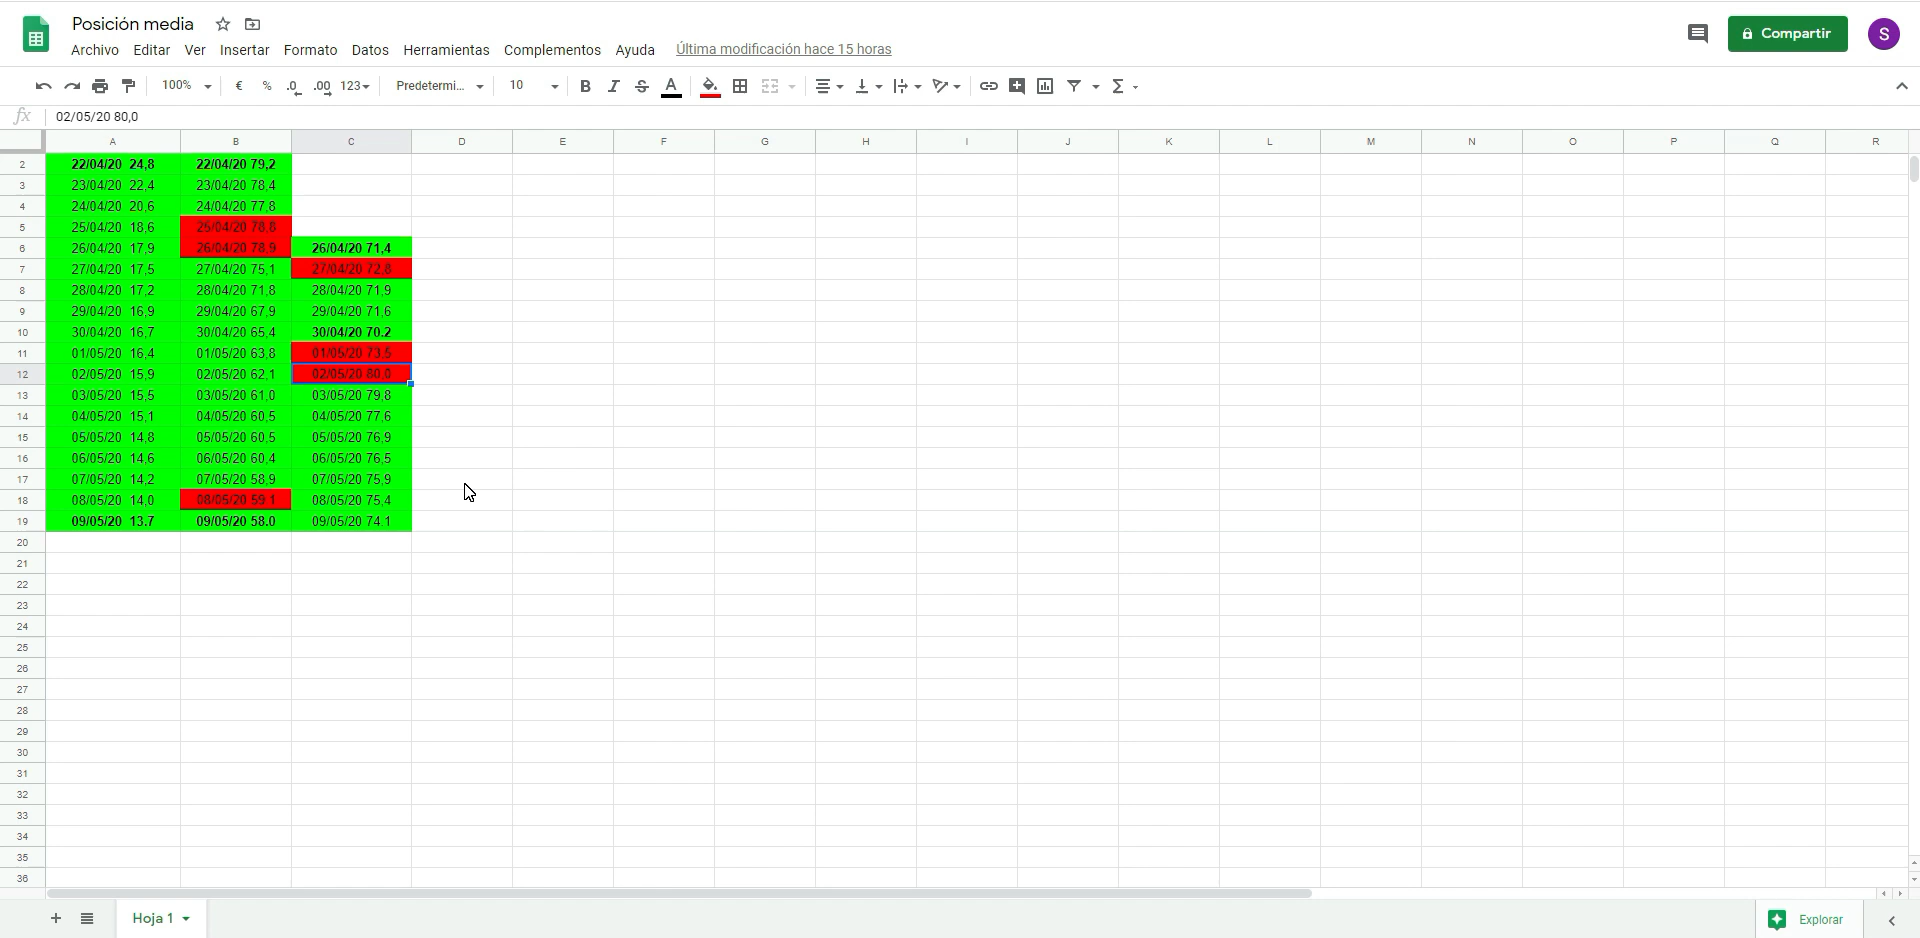 Posición media
Archivo Editar Ver Insertar Formato Datos Herramientas Complementos Ayuda Última modificación hace 15 horas
Compartir
S
100% € % .0 .00 123 Predetermi... 10 B I S A Σ
fx 02/05/20 80,0
A B C D E F G H I J K L M N O P Q R
2 22/04/20 24,8 22/04/20 79,2
3 23/04/20 22,4 23/04/20 78,4
4 24/04/20 20,6 24/04/20 77,8
5 25/04/20 18,6 25/04/20 78,8
6 26/04/20 17,9 26/04/20 78,9 26/04/20 71,4
7 27/04/20 17,5 27/04/20 75,1 27/04/20 72,8
8 28/04/20 17,2 28/04/20 71,8 28/04/20 71,9
9 29/04/20 16,9 29/04/20 67,9 29/04/20 71,6
10 30/04/20 16,7 30/04/20 65,4 30/04/20 70.2
11 01/05/20 16,4 01/05/20 63,8 01/05/20 73,5
12 02/05/20 15,9 02/05/20 62,1 02/05/20 80,0
13 03/05/20 15,5 03/05/20 61,0 03/05/20 79,8
14 04/05/20 15,1 04/05/20 60,5 04/05/20 77,6
15 05/05/20 14,8 05/05/20 60,5 05/05/20 76,9
16 06/05/20 14,6 06/05/20 60,4 06/05/20 76,5
17 07/05/20 14,2 07/05/20 58,9 07/05/20 75,9
18 08/05/20 14,0 08/05/20 59,1 08/05/20 75,4
19 09/05/20 13.7 09/05/20 58.0 09/05/20 74.1
20
21
22
23
24
25
26
27
28
29
30
31
32
33
34
35
36
Hoja 1
Explorar